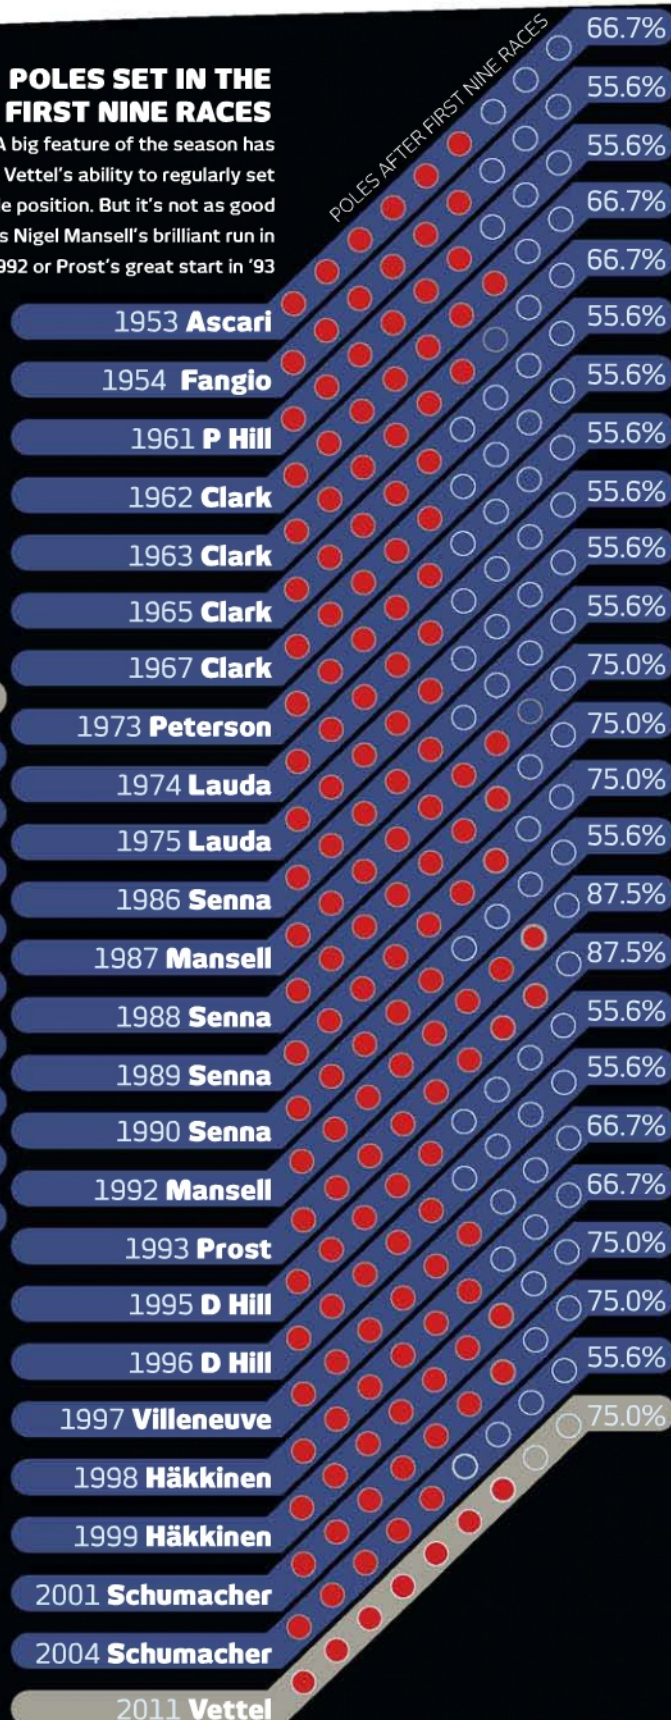 POLES SET IN THE
FIRST NINE RACES
A big feature of the season has
Vettel's ability to regularly set
position. But it's not as good
Nigel Mansell's brilliant run in
or Prost's great start in '93
POLES AFTER FIRST NINE RACES
66.7%
55.6%
55.6%
66.7%
66.7%
55.6%
55.6%
55.6%
55.6%
55.6%
55.6%
75.0%
75.0%
75.0%
55.6%
87.5%
87.5%
55.6%
55.6%
66.7%
66.7%
75.0%
75.0%
55.6%
75.0%
1953 Ascari
1954 Fangio
1961 P Hill
1962 Clark
1963 Clark
1965 Clark
1967 Clark
1973 Peterson
1974 Lauda
1975 Lauda
1986 Senna
1987 Mansell
1988 Senna
1989 Senna
1990 Senna
1992 Mansell
1993 Prost
1995 D Hill
1996 D Hill
1997 Villeneuve
1998 Häkkinen
1999 Häkkinen
2001 Schumacher
2004 Schumacher
2011 Vettel